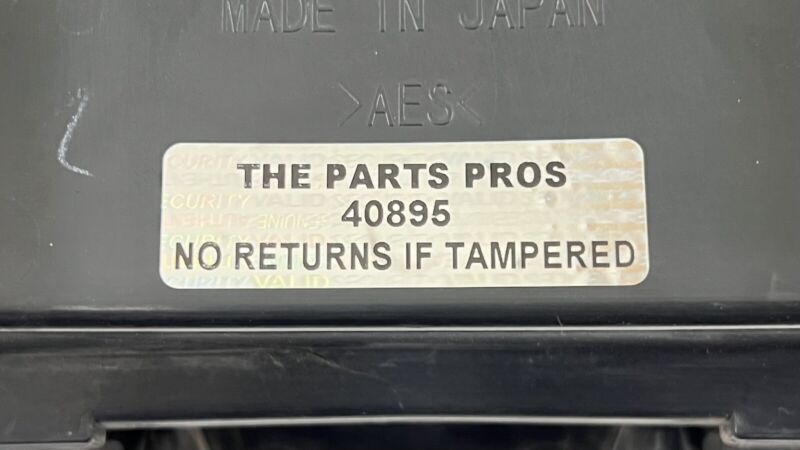 MADE IN JAPAN
>AES<
THE PARTS PROS
40895
NO RETURNS IF TAMPERED